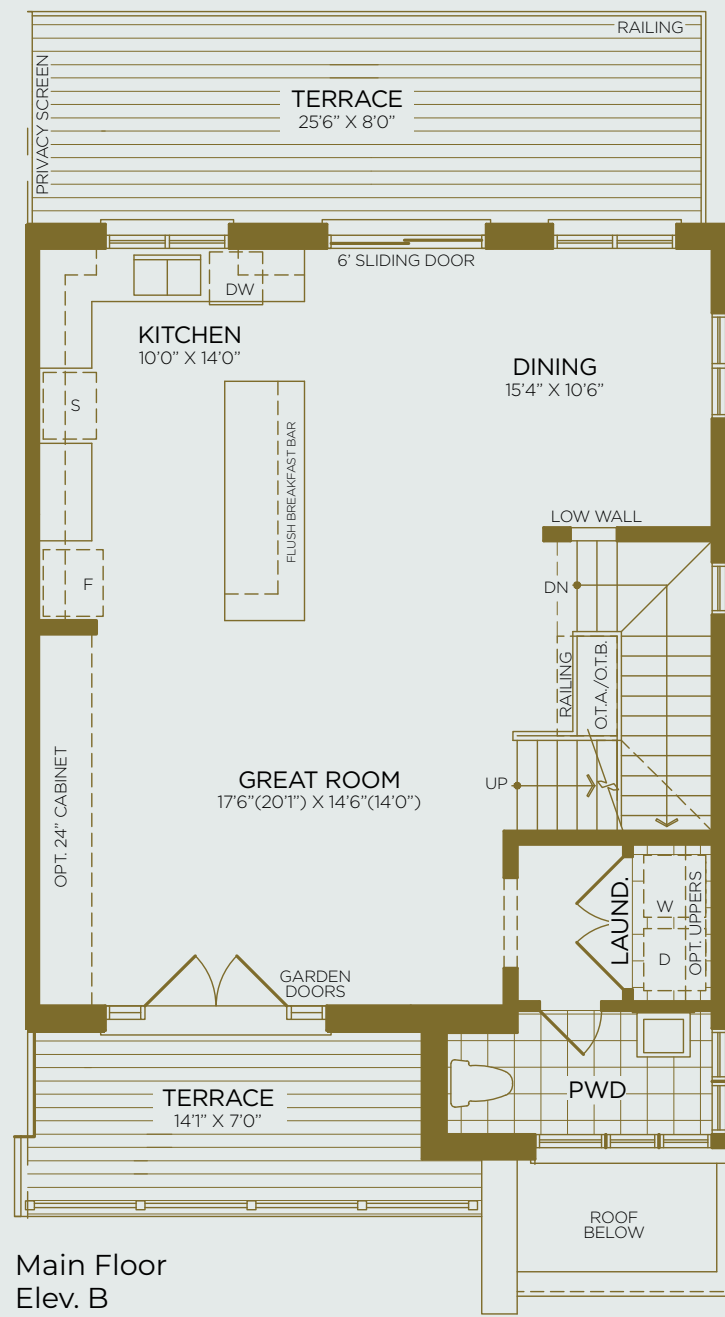 RAILING
PRIVACY SCREEN
TERRACE
25'6" X 8'0"
6' SLIDING DOOR
DW
KITCHEN
10'0" X 14'0"
DINING
15'4" X 10'6"
S
FLUSH BREAKFAST BAR
LOW WALL
F
DN
RAILING
O.T.A./O.T.B.
OPT. 24" CABINET
GREAT ROOM
17'6"(20'1") X 14'6"(14'0")
UP
LAUND.
W
D
OPT. UPPERS
GARDEN
DOORS
TERRACE
14'1" X 7'0"
PWD
ROOF
BELOW
Main Floor
Elev. B